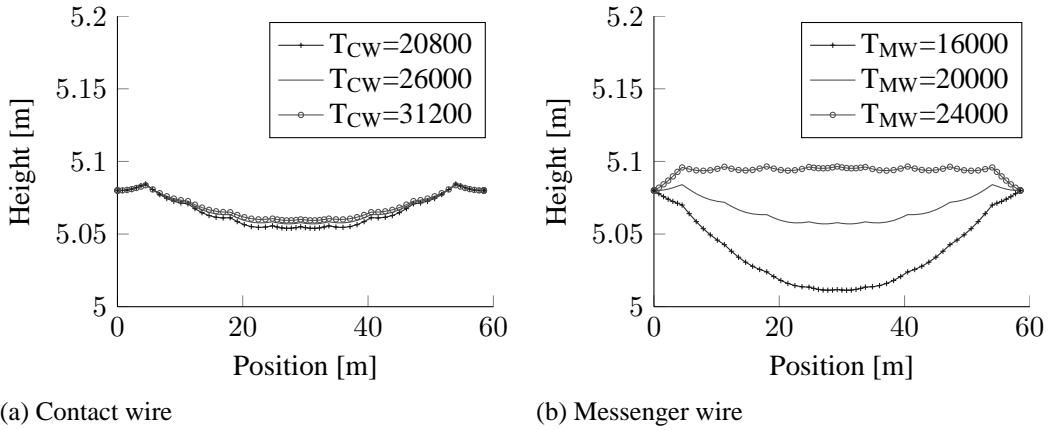 5.2
5.15
5.1
5.05
5
0 20 40 60
Height [m]
Position [m]
T_CW=20800
T_CW=26000
T_CW=31200
(a) Contact wire
5.2
5.15
5.1
5.05
5
0 20 40 60
Height [m]
Position [m]
T_MW=16000
T_MW=20000
T_MW=24000
(b) Messenger wire